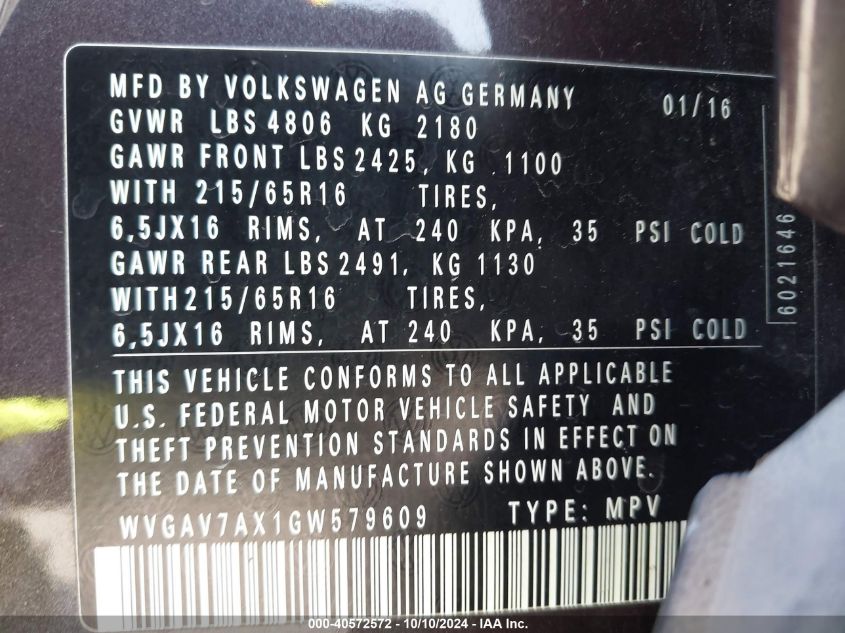 MFD BY VOLKSWAGEN AG GERMANY 01/16
GVWR LBS 4806 KG 2180
GAWR FRONT LBS 2425, KG 1100
WITH 215/65R16 TIRES,
6,5JX16 RIMS, AT 240 KPA, 35 PSI COLD
GAWR REAR LBS 2491, KG 1130
WITH 215/65R16 TIRES,
6,5JX16 RIMS, AT 240 KPA, 35 PSI COLD
6021646
THIS VEHICLE CONFORMS TO ALL APPLICABLE
U.S. FEDERAL MOTOR VEHICLE SAFETY AND
THEFT PREVENTION STANDARDS IN EFFECT ON
THE DATE OF MANUFACTURE SHOWN ABOVE.
WVGAV7AX1GW579609 TYPE: MPV
000-40572572 - 10/10/2024 - IAA Inc.